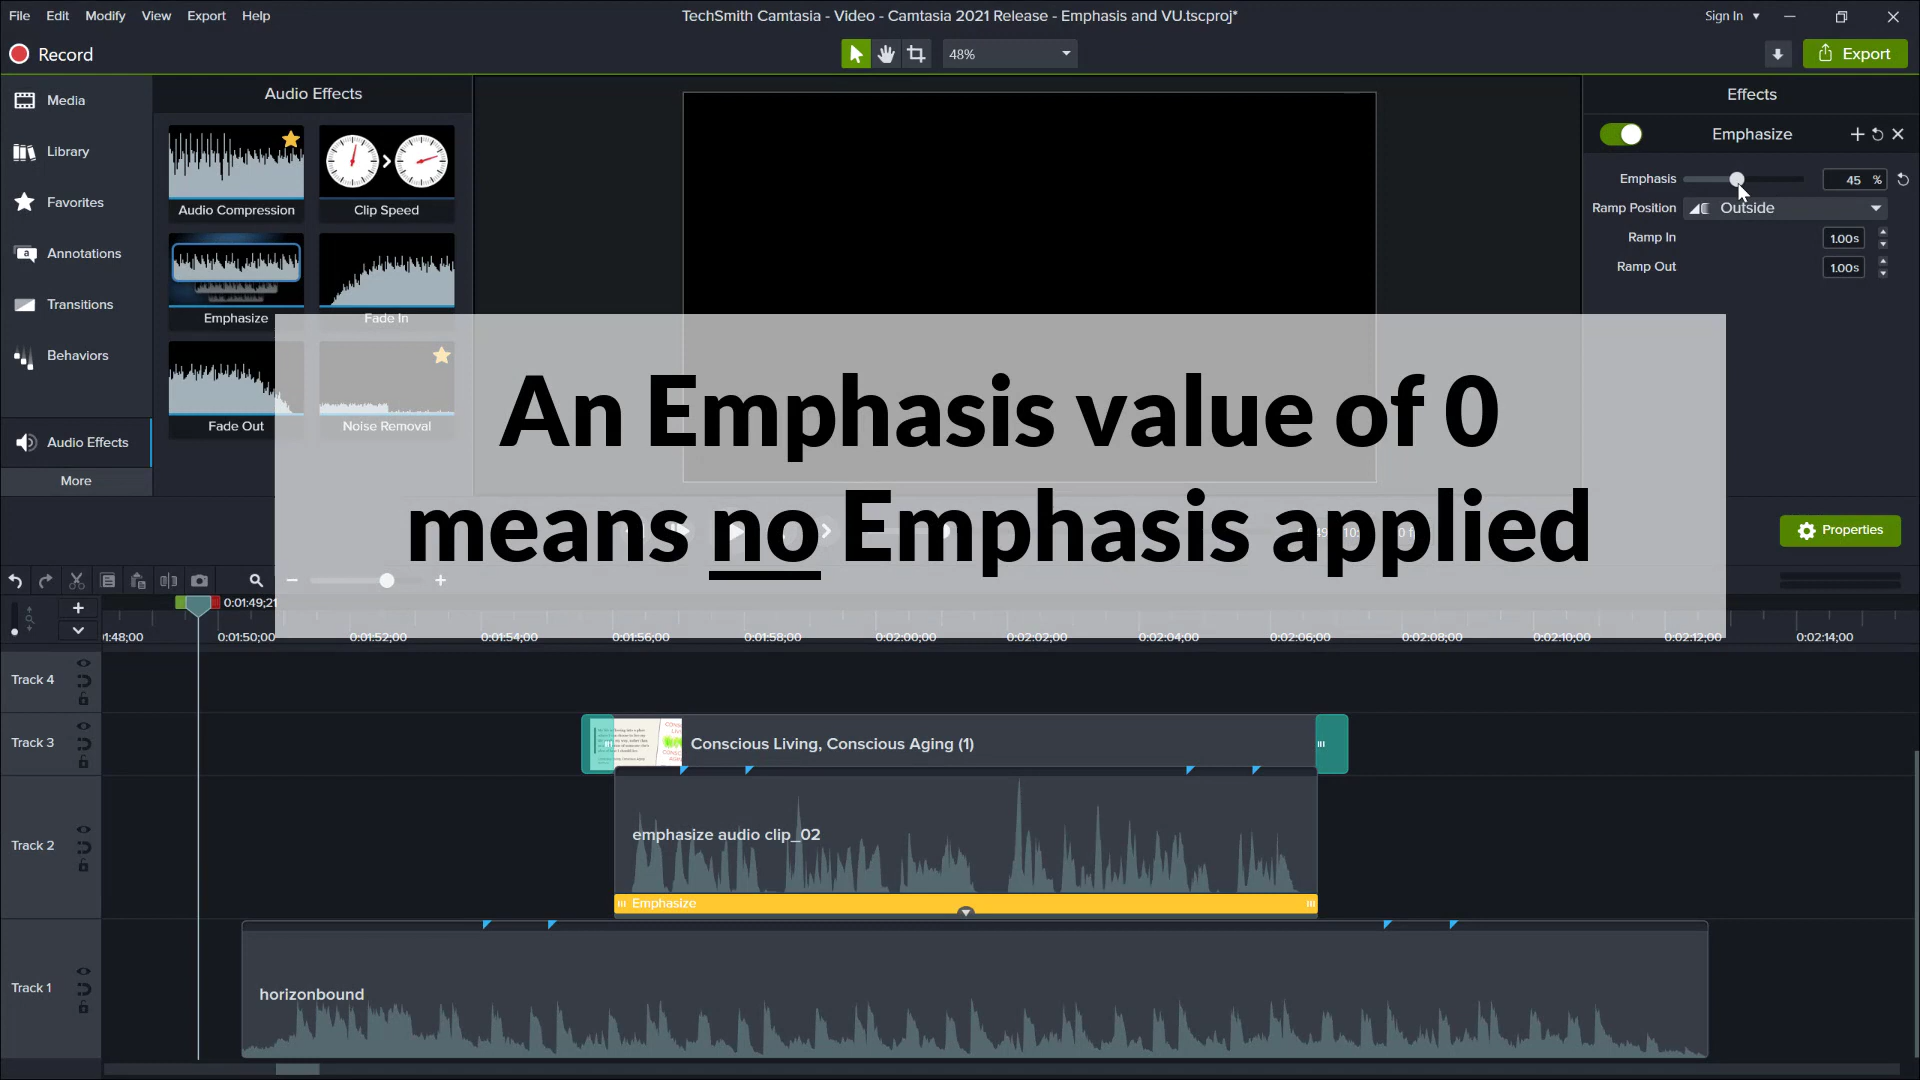 File Edit Modify View Export Help
TechSmith Camtasia - Video - Camtasia 2021 Release - Emphasis and VU.tscproj*
Sign In
Record
48%
Export
Media
Library
Favorites
Annotations
Transitions
Behaviors
Audio Effects
More
Audio Effects
Audio Compression
Clip Speed
Emphasize
Fade In
Fade Out
Noise Removal
Effects
Emphasize
Emphasis 45 %
Ramp Position Outside
Ramp In 1.00s
Ramp Out 1.00s
An Emphasis value of 0
means no Emphasis applied
Properties
0:01:49;21
0:01:50;00 0:01:52;00 0:01:54;00 0:01:56;00 0:01:58;00 0:02:00;00 0:02:02;00 0:02:04;00 0:02:06;00 0:02:08;00 0:02:10;00 0:02:12;00 0:02:14;00
Track 4
Track 3
Conscious Living, Conscious Aging (1)
Track 2
emphasize audio clip_02
Emphasize
Track 1
horizonbound